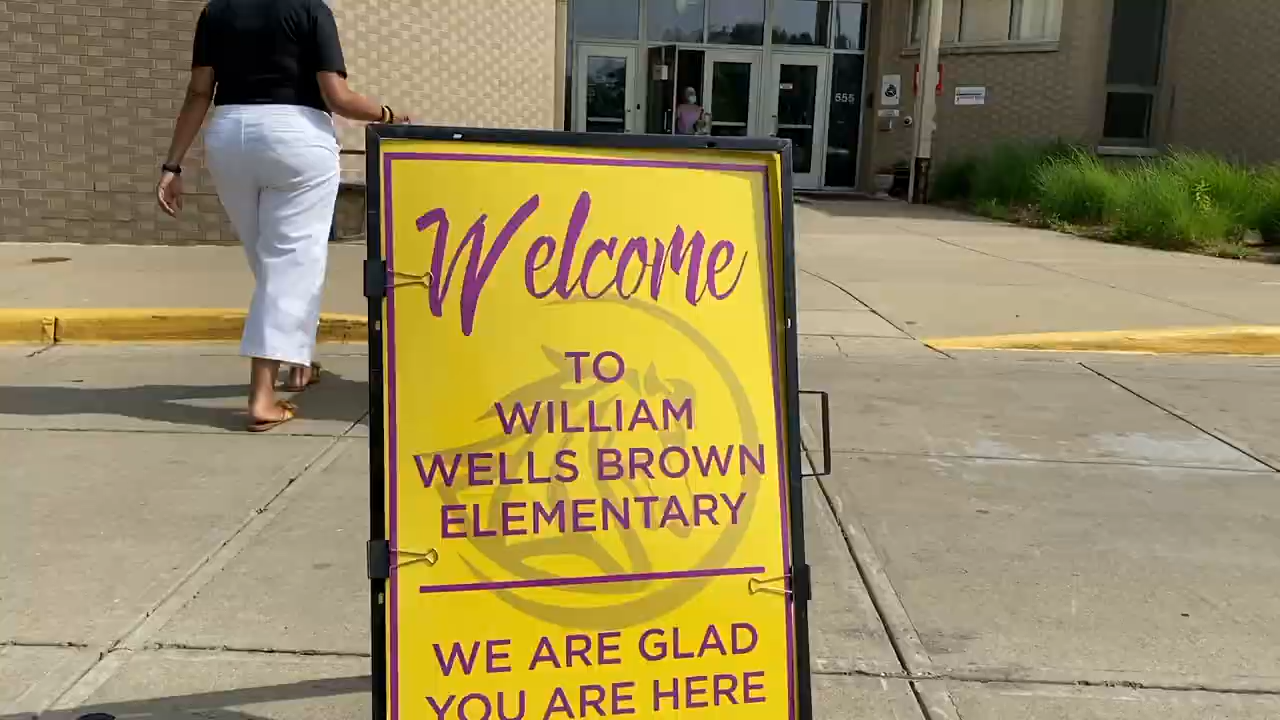 Welcome
TO
WILLIAM
WELLS BROWN
ELEMENTARY
WE ARE GLAD
YOU ARE HERE
555